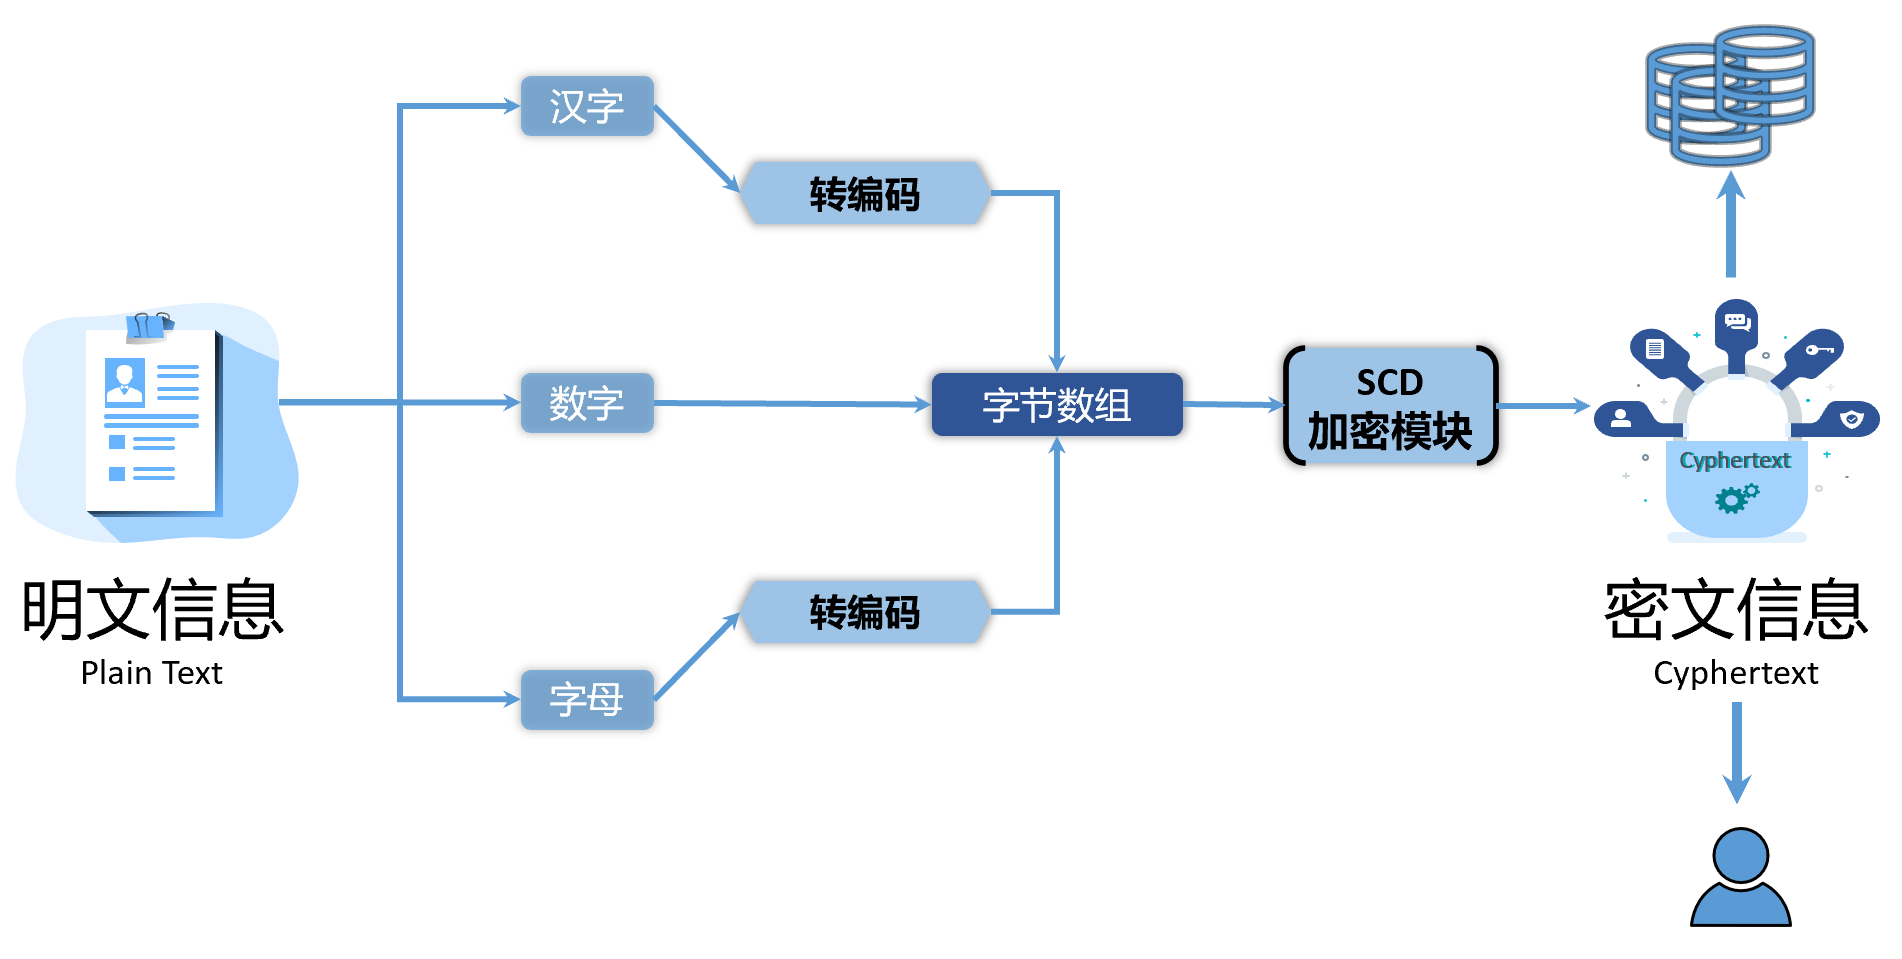 汉字
转编码
数字
字节数组
SCD
加密模块
Cyphertext
转编码
字母
明文信息
Plain Text
密文信息
Cyphertext